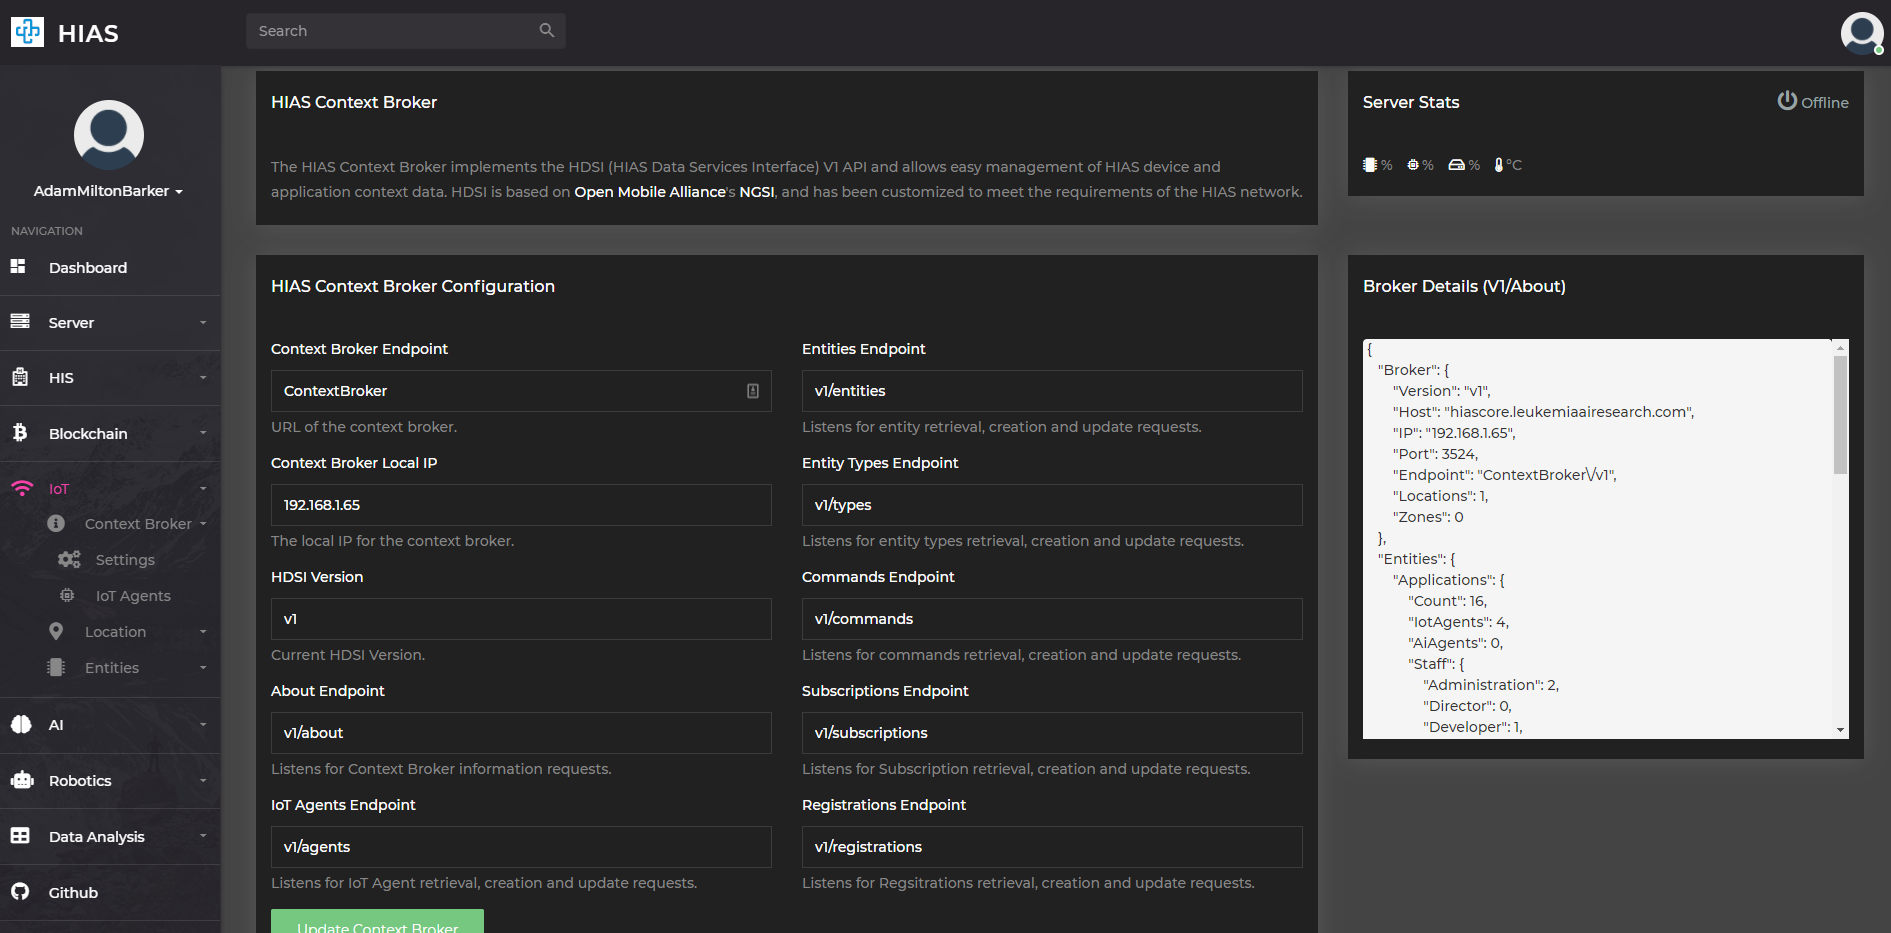 HIAS
Search
AdamMiltonBarker
NAVIGATION
Dashboard
Server
HIS
Blockchain
IoT
Context Broker
Settings
IoT Agents
Location
Entities
AI
Robotics
Data Analysis
Github
HIAS Context Broker
The HIAS Context Broker implements the HDSI (HIAS Data Services Interface) V1 API and allows easy management of HIAS device and
application context data. HDSI is based on Open Mobile Alliance's NGSI, and has been customized to meet the requirements of the HIAS network.
HIAS Context Broker Configuration
Context Broker Endpoint
ContextBroker
URL of the context broker.
Context Broker Local IP
192.168.1.65
The local IP for the context broker.
HDSI Version
v1
Current HDSI Version.
About Endpoint
v1/about
Listens for Context Broker information requests.
IoT Agents Endpoint
v1/agents
Listens for IoT Agent retrieval, creation and update requests.
Update Context Broker
Entities Endpoint
v1/entities
Listens for entity retrieval, creation and update requests.
Entity Types Endpoint
v1/types
Listens for entity types retrieval, creation and update requests.
Commands Endpoint
v1/commands
Listens for commands retrieval, creation and update requests.
Subscriptions Endpoint
v1/subscriptions
Listens for Subscription retrieval, creation and update requests.
Registrations Endpoint
v1/registrations
Listens for Regsitrations retrieval, creation and update requests.
Server Stats
Offline
% % % °C
Broker Details (V1/About)
{
"Broker": {
"Version": "v1",
"Host": "hiascore.leukemiaairesearch.com",
"IP": "192.168.1.65",
"Port": 3524,
"Endpoint": "ContextBroker\/v1",
"Locations": 1,
"Zones": 0
},
"Entities": {
"Applications": {
"Count": 16,
"IotAgents": 4,
"AiAgents": 0,
"Staff": {
"Administration": 2,
"Director": 0,
"Developer": 1,